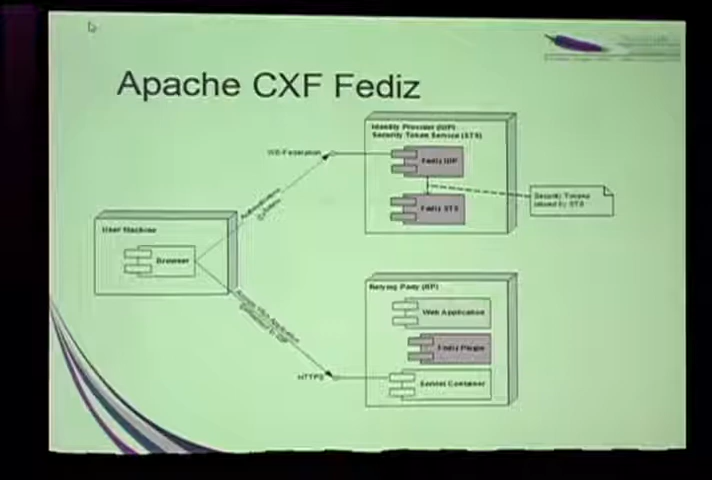 Apache CXF Fediz
Identity Provider (IDP)
Security Token Service (STS)
WS-Federation
Fediz IDP
Security Tokens
issued by STS
Fediz STS
User Machine
Browser
Relying Party (RP)
Web Application
Fediz Plugin
HTTPS
Servlet Container